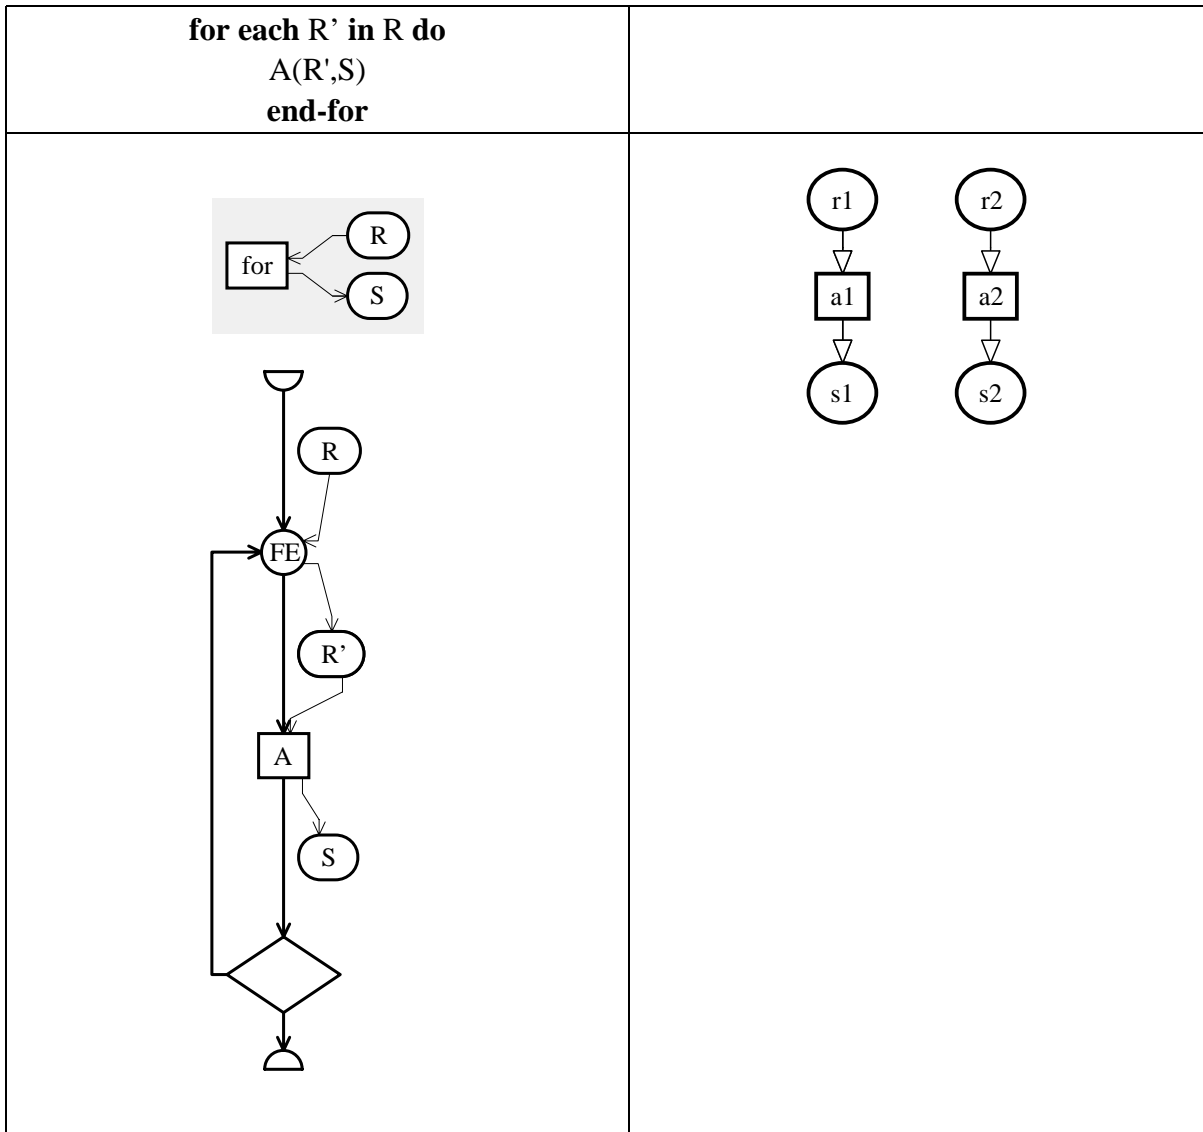 for each R’ in R do
A(R',S)
end-for
R
for
S
R
FE
R’
A
S
r1 r2
a1 a2
s1 s2